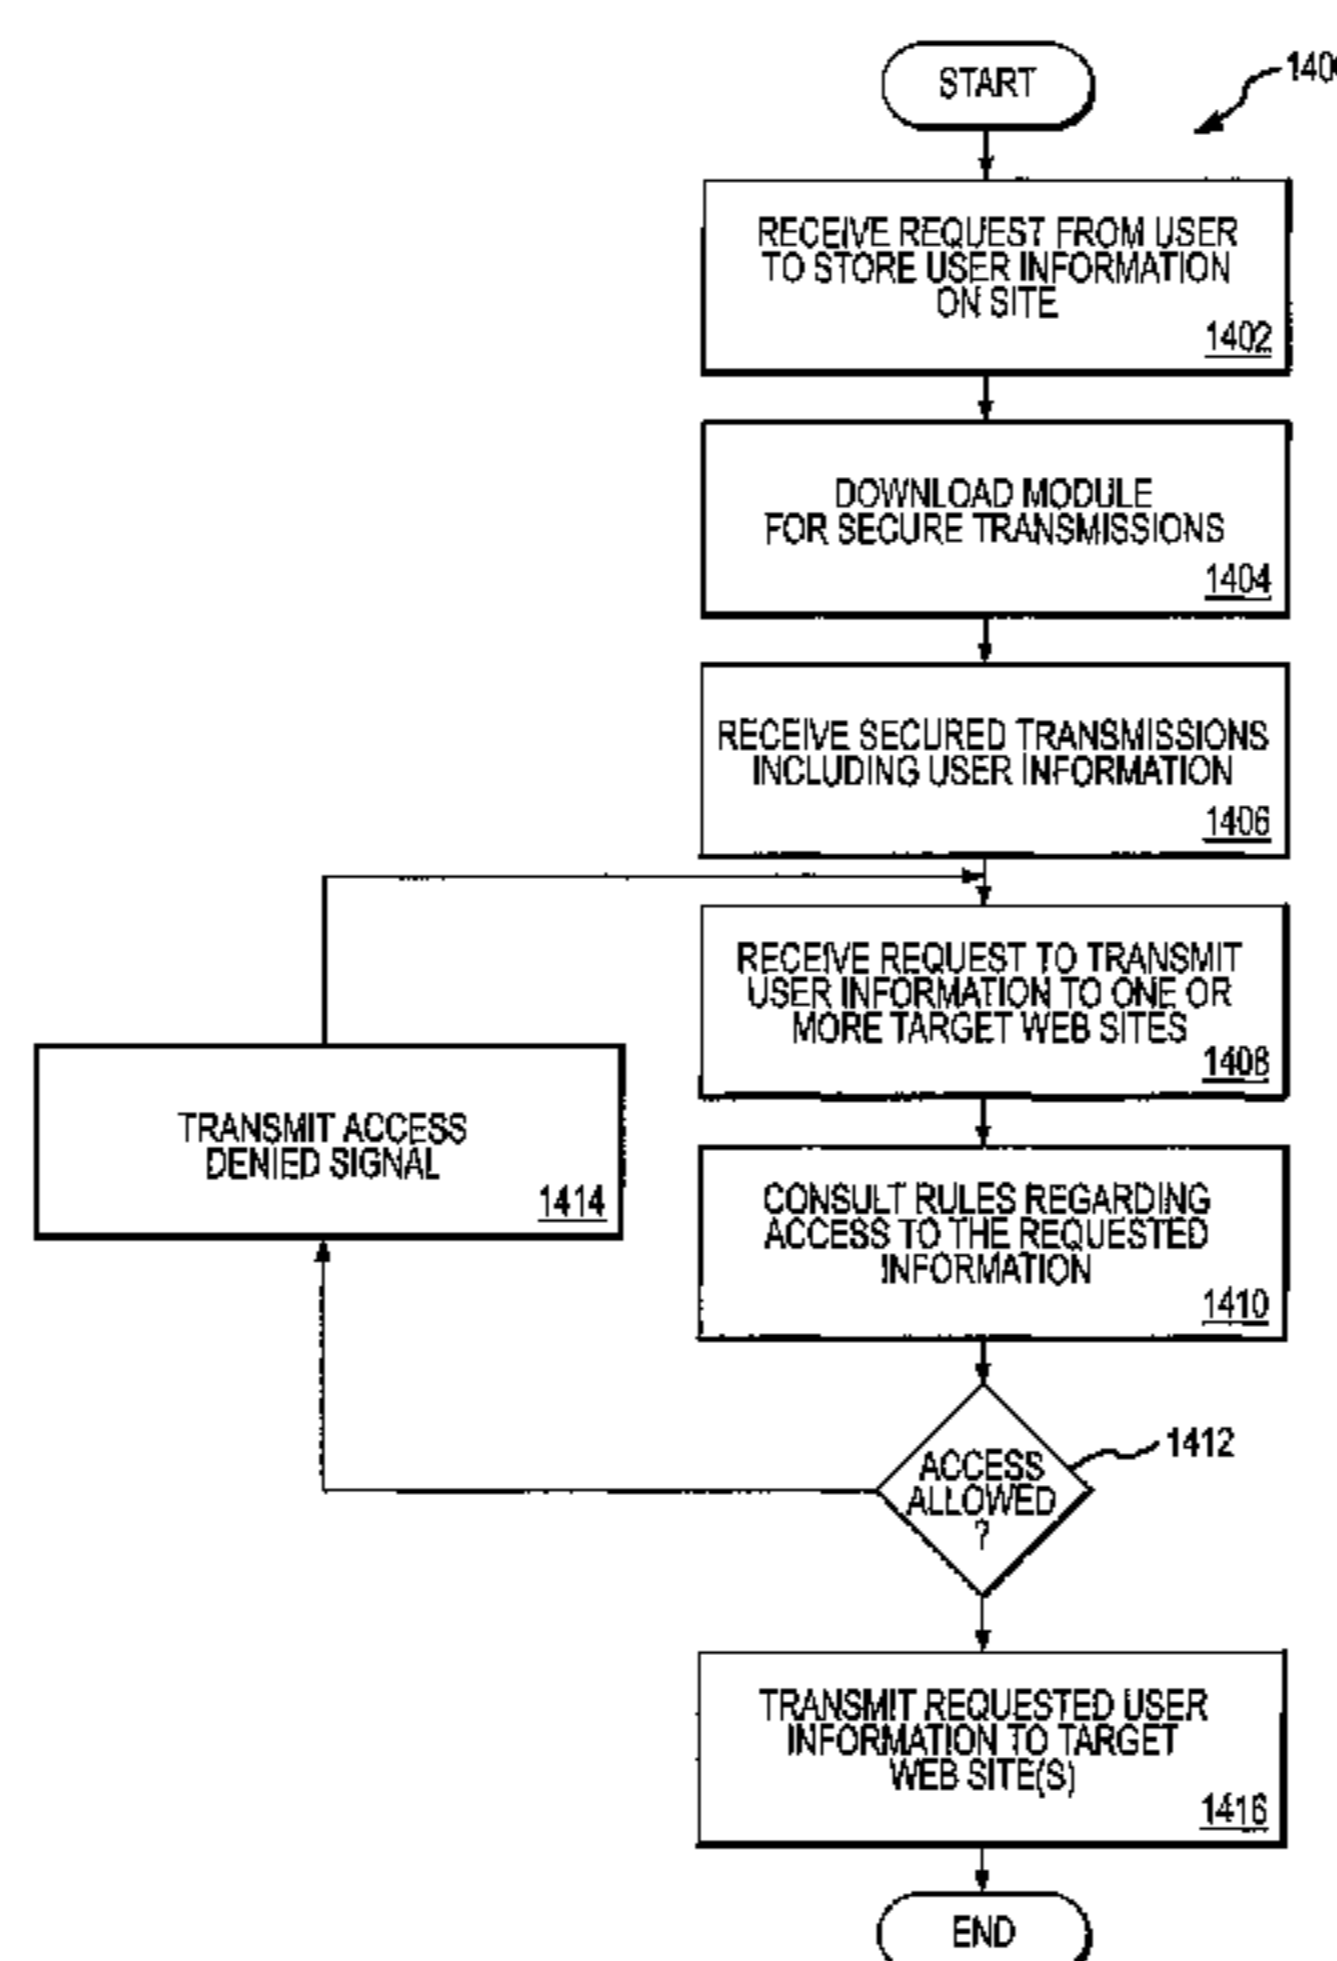 START
RECEIVE REQUEST FROM USER
TO STORE USER INFORMATION
ON SITE
1402
DOWNLOAD MODULE
FOR SECURE TRANSMISSIONS
1404
RECEIVE SECURED TRANSMISSIONS
INCLUDING USER INFORMATION
1406
RECEIVE REQUEST TO TRANSMIT
USER INFORMATION TO ONE OR
MORE TARGET WEB SITES
1408
TRANSMIT ACCESS
DENIED SIGNAL
1414
CONSULT RULES REGARDING
ACCESS TO THE REQUESTED
INFORMATION
1410
ACCESS
ALLOWED
?
1412
TRANSMIT REQUESTED USER
INFORMATION TO TARGET
WEB SITE(S)
1416
END